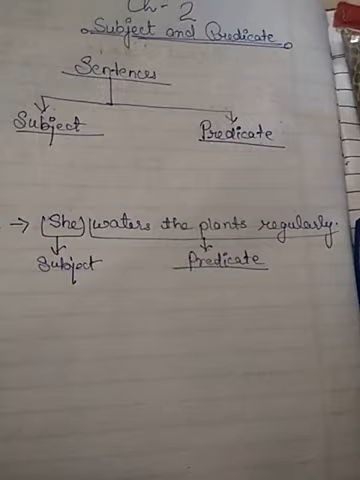 Ch - 2
Subject and Predicate
Sentences
Subject
Predicate
→ (She) (waters the plants regularly.
Subject
Predicate